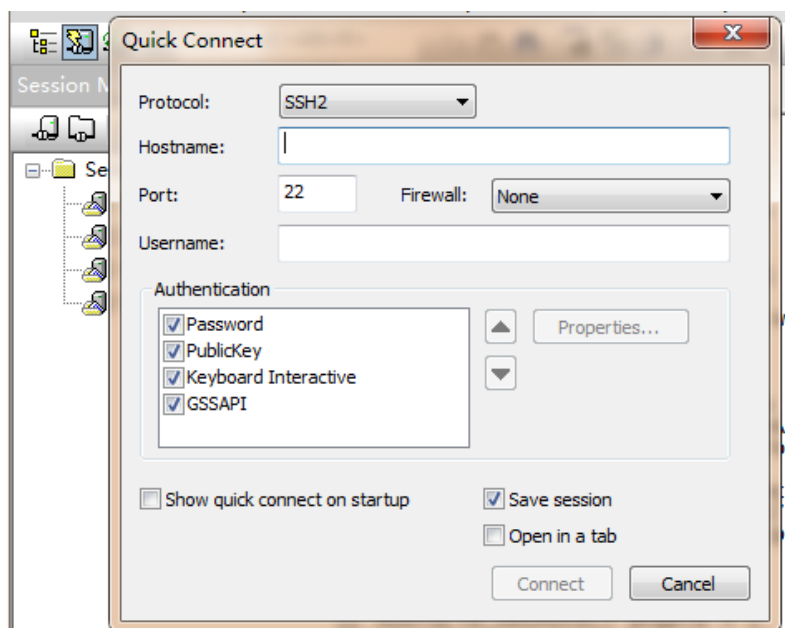 Quick Connect
Session M
Protocol: SSH2
Hostname:
Se
Port: 22 Firewall: None
Username:
Authentication
Password
Properties...
PublicKey
Keyboard Interactive
GSSAPI
Show quick connect on startup Save session
Open in a tab
Connect Cancel